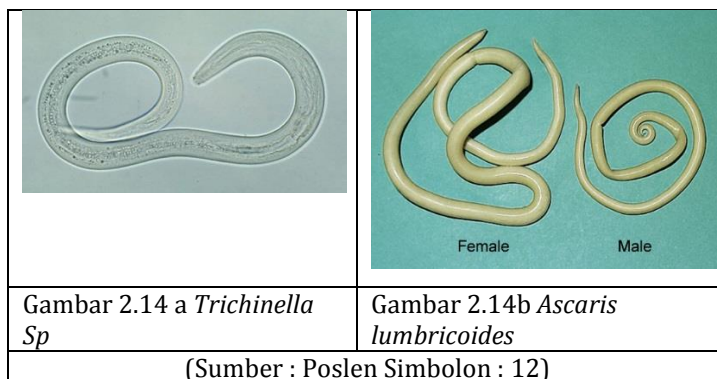 Female
Male
Gambar 2.14 a Trichinella
Sp
Gambar 2.14b Ascaris
lumbricoides
(Sumber : Poslen Simbolon : 12)